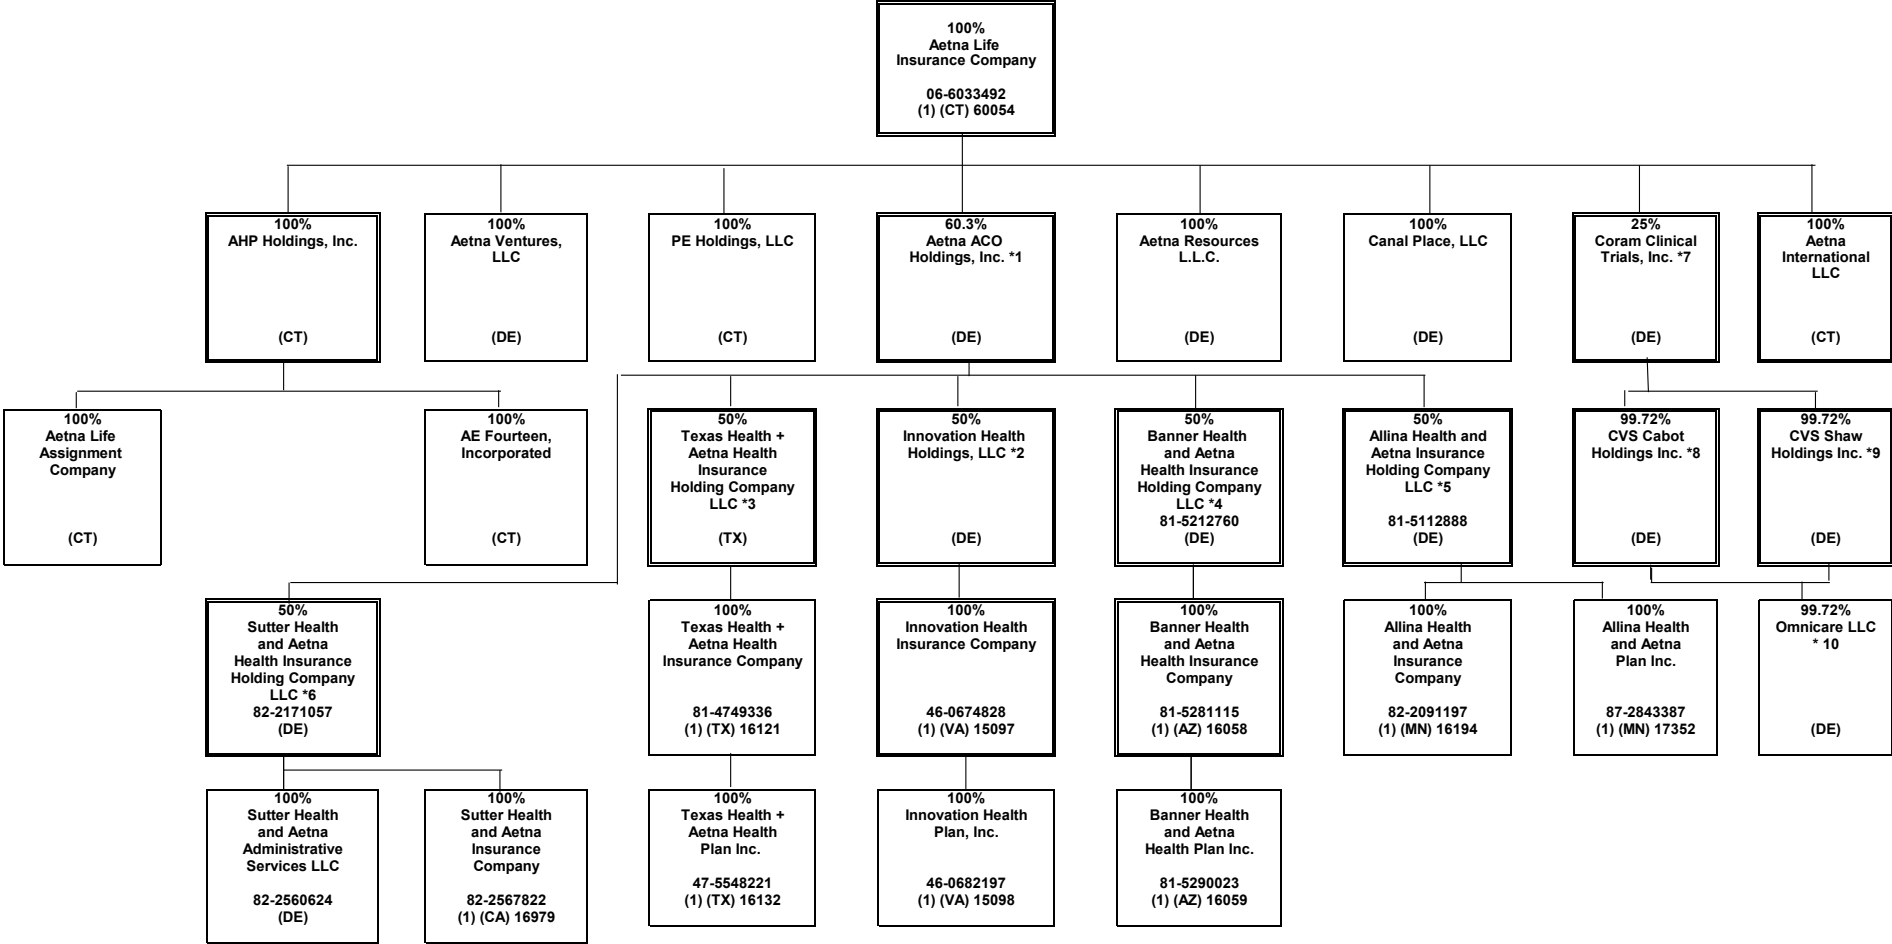 100%
Aetna Life
Insurance Company
06-6033492
(1) (CT) 60054
100%
AHP Holdings, Inc.
(CT)
100%
Aetna Ventures,
LLC
(DE)
100%
PE Holdings, LLC
(CT)
60.3%
Aetna ACO
Holdings, Inc. *1
(DE)
100%
Aetna Resources
L.L.C.
(DE)
100%
Canal Place, LLC
(DE)
25%
Coram Clinical
Trials, Inc. *7
(DE)
100%
Aetna
International
LLC
(CT)
100%
Aetna Life
Assignment
Company
(CT)
100%
AE Fourteen,
Incorporated
(CT)
50%
Texas Health +
Aetna Health
Insurance
Holding Company
LLC *3
(TX)
50%
Innovation Health
Holdings, LLC *2
(DE)
50%
Banner Health
and Aetna
Health Insurance
Holding Company
LLC *4
81-5212760
(DE)
50%
Allina Health and
Aetna Insurance
Holding Company
LLC *5
81-5112888
(DE)
99.72%
CVS Cabot
Holdings Inc. *8
(DE)
99.72%
CVS Shaw
Holdings Inc. *9
(DE)
50%
Sutter Health
and Aetna
Health Insurance
Holding Company
LLC *6
82-2171057
(DE)
100%
Texas Health +
Aetna Health
Insurance Company
81-4749336
(1) (TX) 16121
100%
Innovation Health
Insurance Company
46-0674828
(1) (VA) 15097
100%
Banner Health
and Aetna
Health Insurance
Company
81-5281115
(1) (AZ) 16058
100%
Allina Health
and Aetna
Insurance
Company
82-2091197
(1) (MN) 16194
100%
Allina Health
and Aetna
Plan Inc.
87-2843387
(1) (MN) 17352
99.72%
Omnicare LLC
* 10
(DE)
100%
Sutter Health
and Aetna
Administrative
Services LLC
82-2560624
(DE)
100%
Sutter Health
and Aetna
Insurance
Company
82-2567822
(1) (CA) 16979
100%
Texas Health +
Aetna Health
Plan Inc.
47-5548221
(1) (TX) 16132
100%
Innovation Health
Plan, Inc.
46-0682197
(1) (VA) 15098
100%
Banner Health
and Aetna
Health Plan Inc.
81-5290023
(1) (AZ) 16059